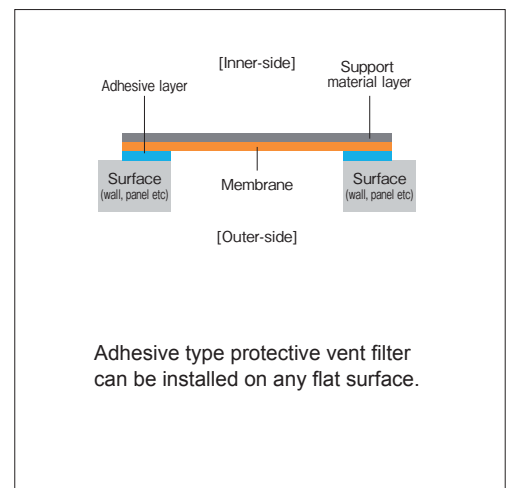 [Inner-side]
Adhesive layer
Support
material layer
Surface
(wall, panel etc)
Membrane
Surface
(wall, panel etc)
[Outer-side]
Adhesive type protective vent filter
can be installed on any flat surface.